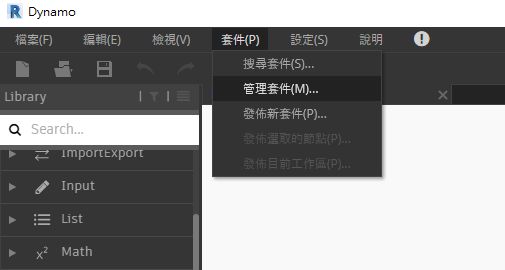 Dynamo
檔案(F) 編輯(E) 檢視(V) 套件(P) 設定(S) 說明
搜尋套件(S)...
管理套件(M)...
發佈新套件(P)...
發佈選取的節點(P)...
發佈目前工作區(P)...
Library
Search...
ImportExport
Input
List
Math